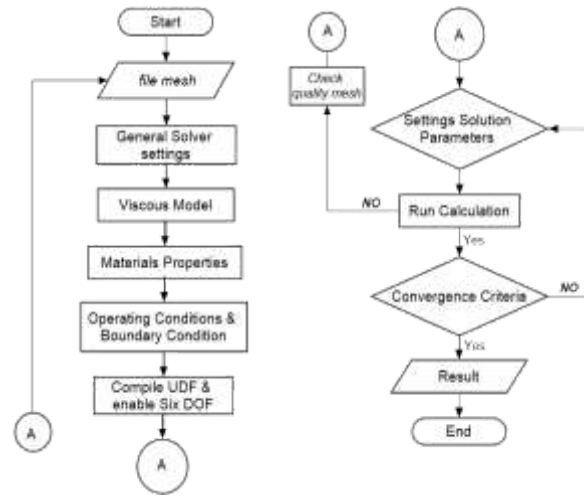 Start
file mesh
General Solver
settings
Viscous Model
Materials Properties
Operating Conditions &
Boundary Condition
Compile UDF &
enable Six DOF
A
A
A
Check
quality mesh
A
Settings Solution
Parameters
NO
Run Calculation
Yes
Convergence Criteria
NO
Yes
Result
End